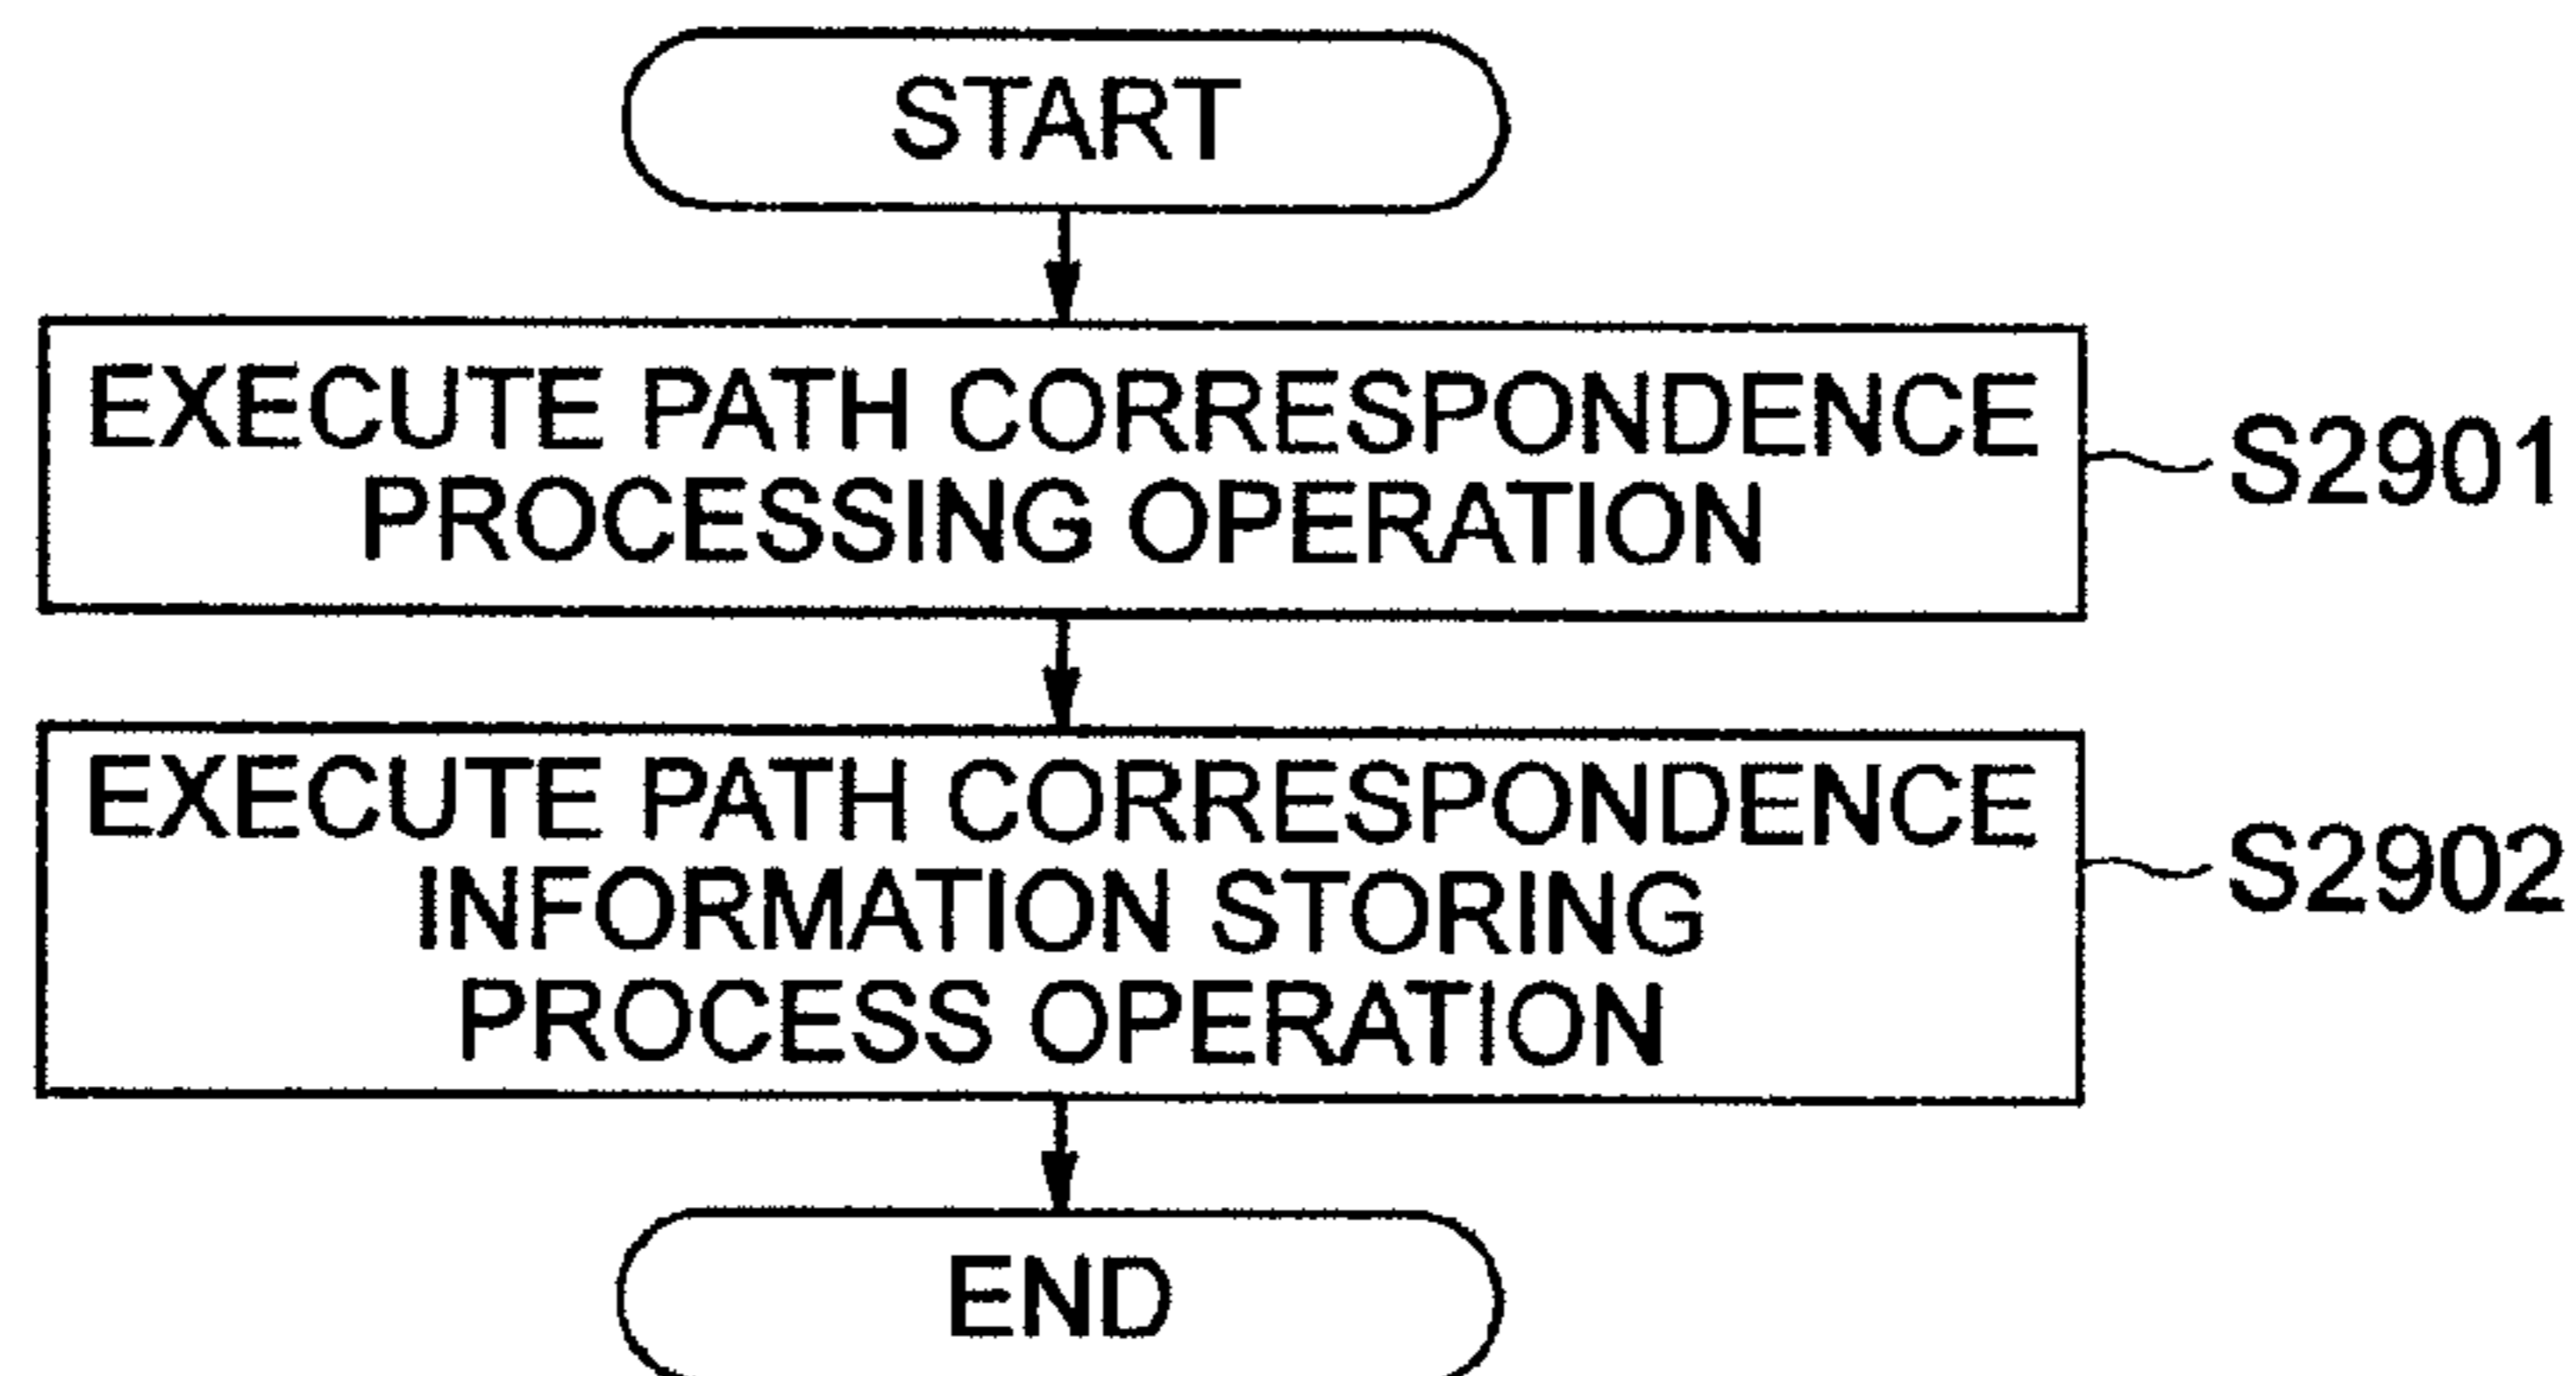 START
EXECUTE PATH CORRESPONDENCE
PROCESSING OPERATION
S2901
EXECUTE PATH CORRESPONDENCE
INFORMATION STORING
PROCESS OPERATION
S2902
END